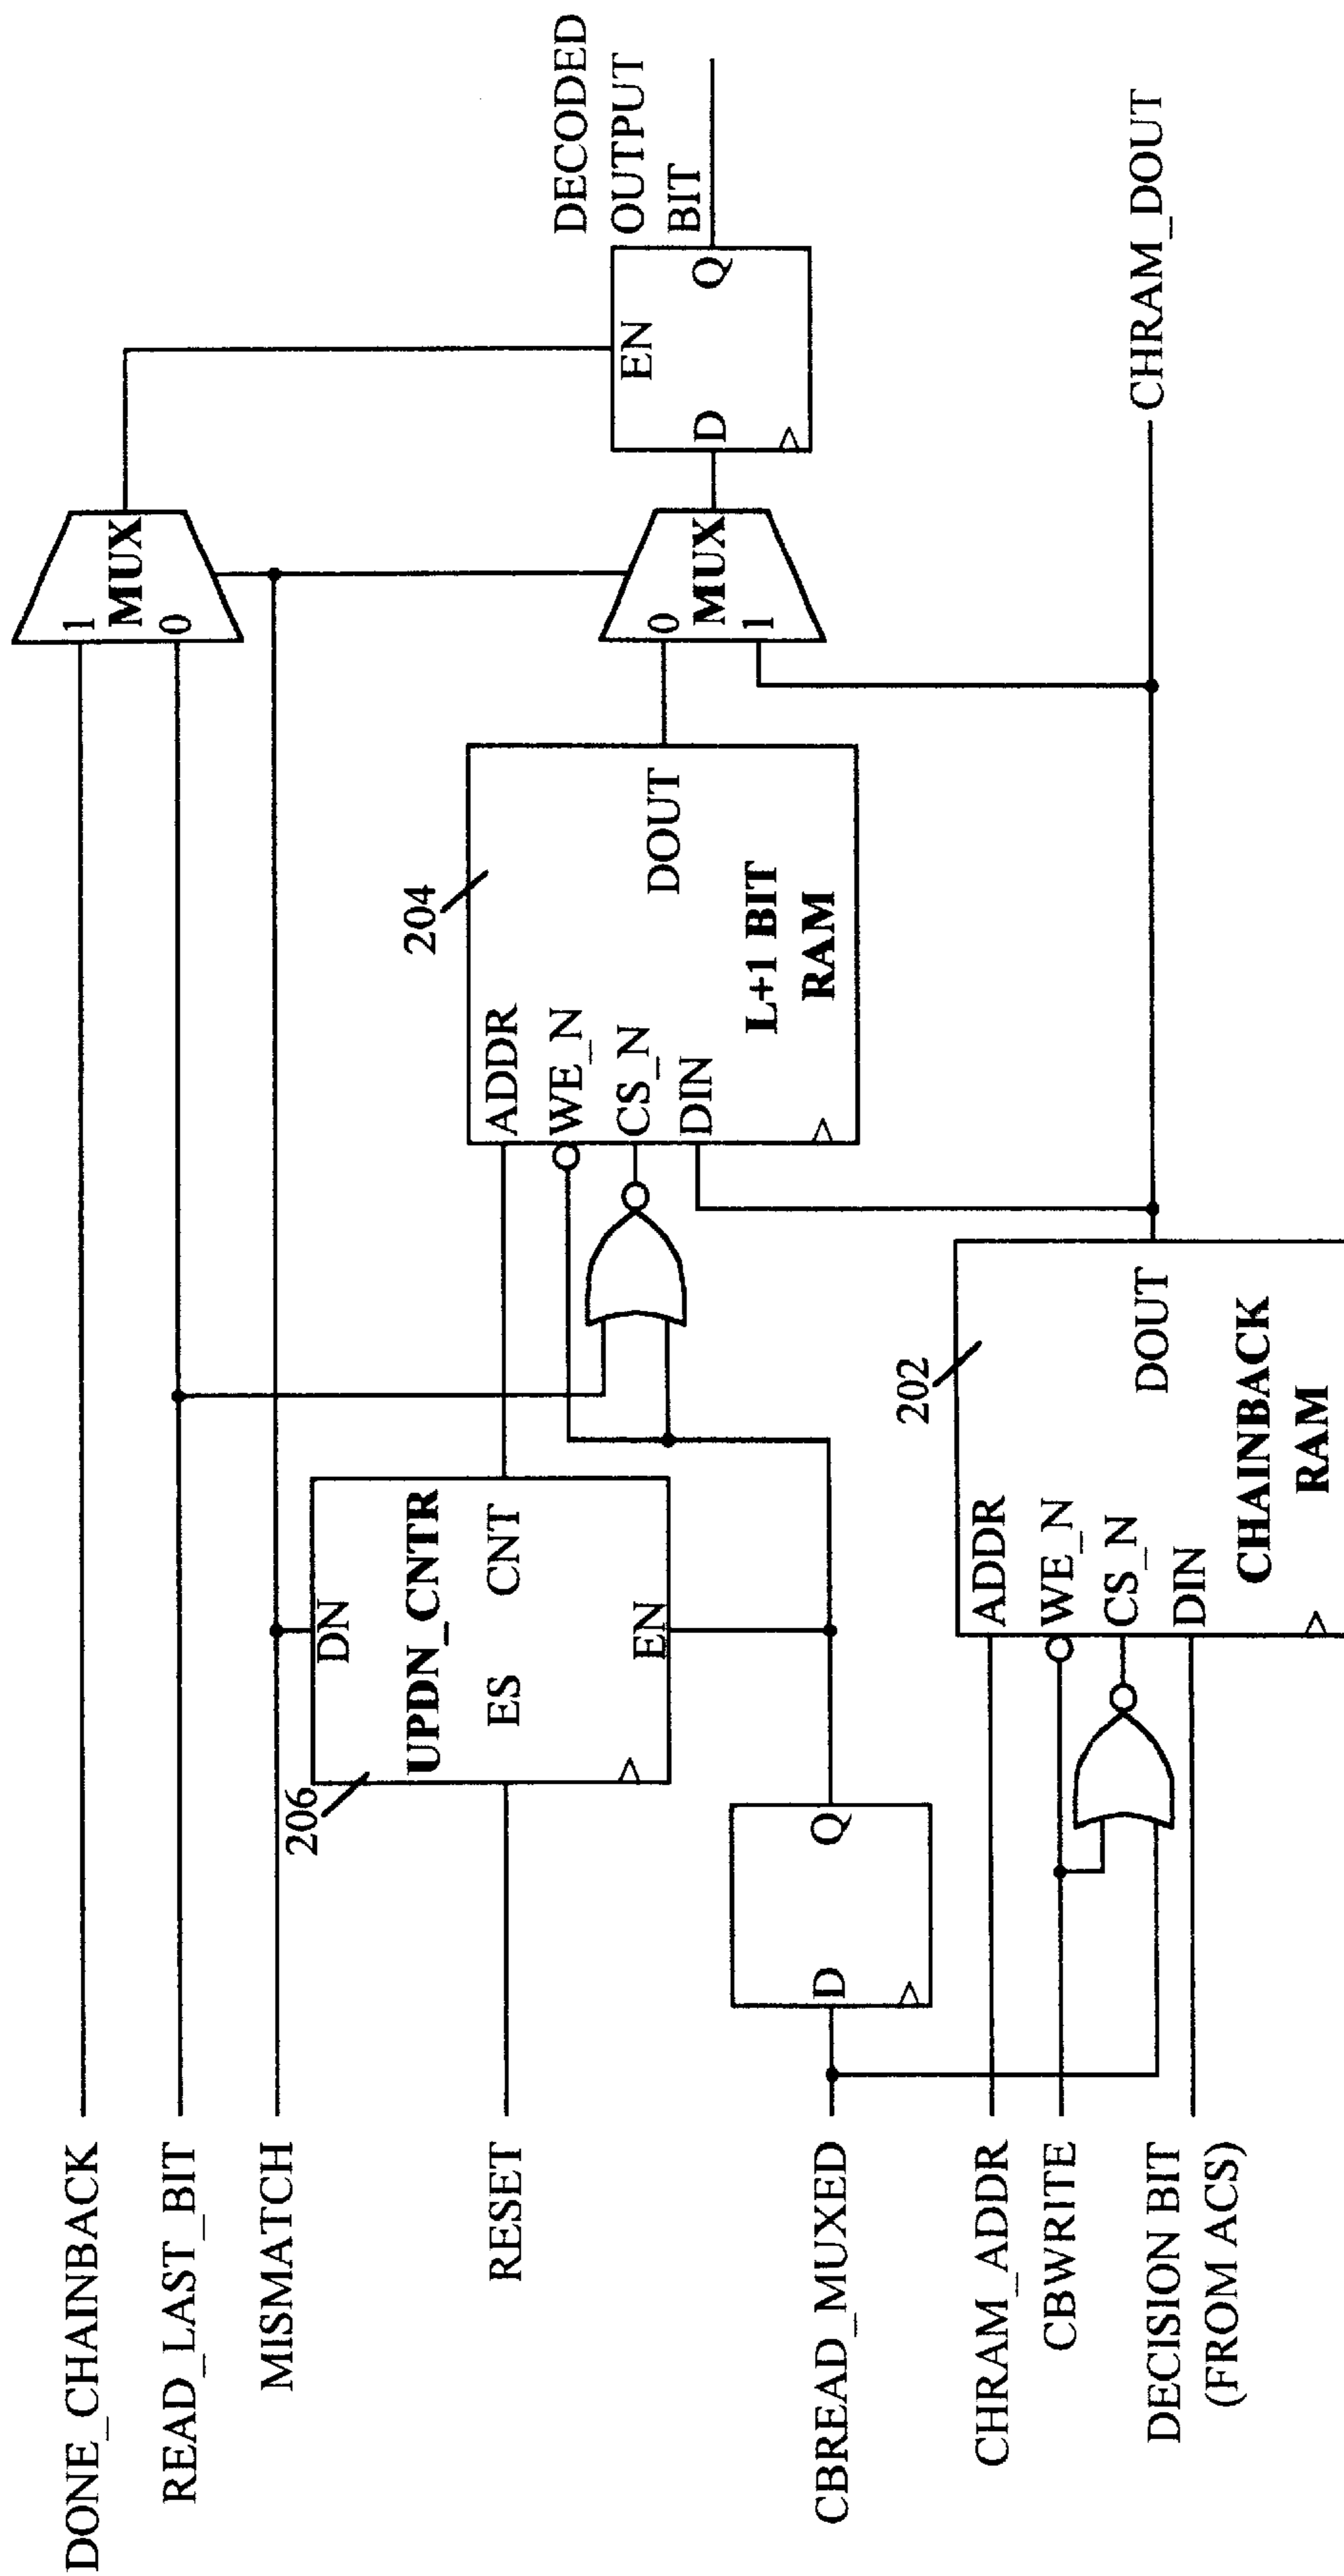 DONE_CHAINBACK
READ_LAST_BIT
MISMATCH
RESET
CBREAD_MUXED
CHRAM_ADDR
CBWRITE
DECISION BIT
(FROM ACS)
206
DN
UPDN_CNTR
ES
CNT
EN
D
Q
202
ADDR
WE_N
CS_N
DIN
DOUT
CHAINBACK
RAM
204
ADDR
WE_N
CS_N
DIN
DOUT
L+1 BIT
RAM
1
MUX
0
0
MUX
1
EN
D
Q
DECODED
OUTPUT
BIT
CHRAM_DOUT